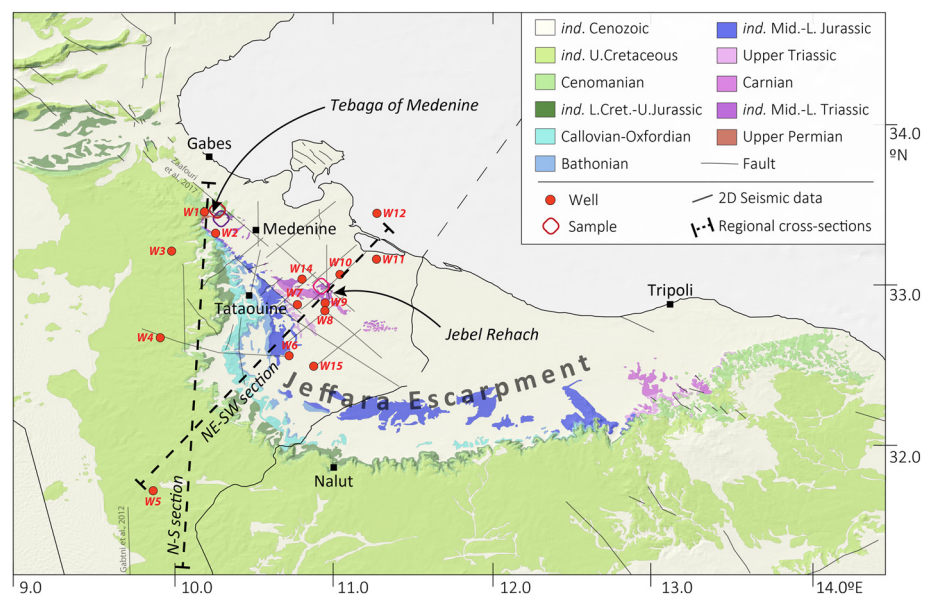 ind. Cenozoic
ind. U.Cretaceous
Cenomanian
ind. L.Cret.-U.Jurassic
Callovian-Oxfordian
Bathonian
ind. Mid.-L. Jurassic
Upper Triassic
Carnian
ind. Mid.-L. Triassic
Upper Permian
Fault
Well
Sample
2D Seismic data
Regional cross-sections
34.0
ºN
33.0
32.0
Tebaga of Medenine
Gabes
Zaafouri
et al., 2017
W1
W2
W12
Medenine
W3
W11
W10
W14
W7
W9
W8
Tataouine
Tripoli
Jebel Rehach
W4
W6
W15
Jeffara Escarpment
NE-SW section
Nalut
W5
N-S section
Gabtni et al., 2012
9.0
10.0
11.0
12.0
13.0
14.0ºE